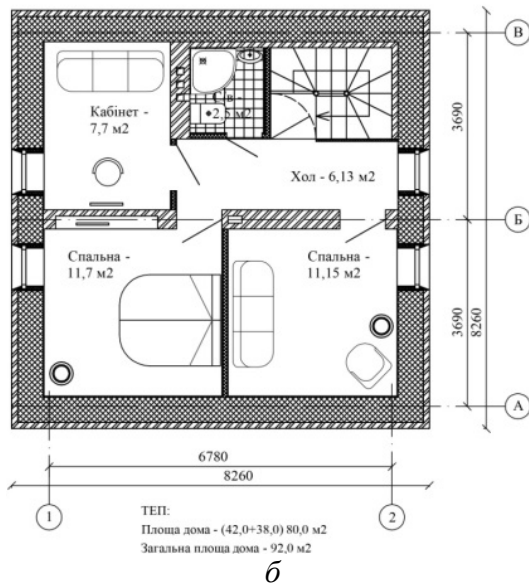 В
Кабінет -
7,7 м2
С в -
2,5 м2
3690
Хол - 6,13 м2
Б
Спальна -
11,7 м2
Спальна -
11,15 м2
3690
8260
А
6780
8260
1
2
ТЕП:
Площа дома - (42,0+38,0) 80,0 м2
Загальна площа дома - 92,0 м2
б